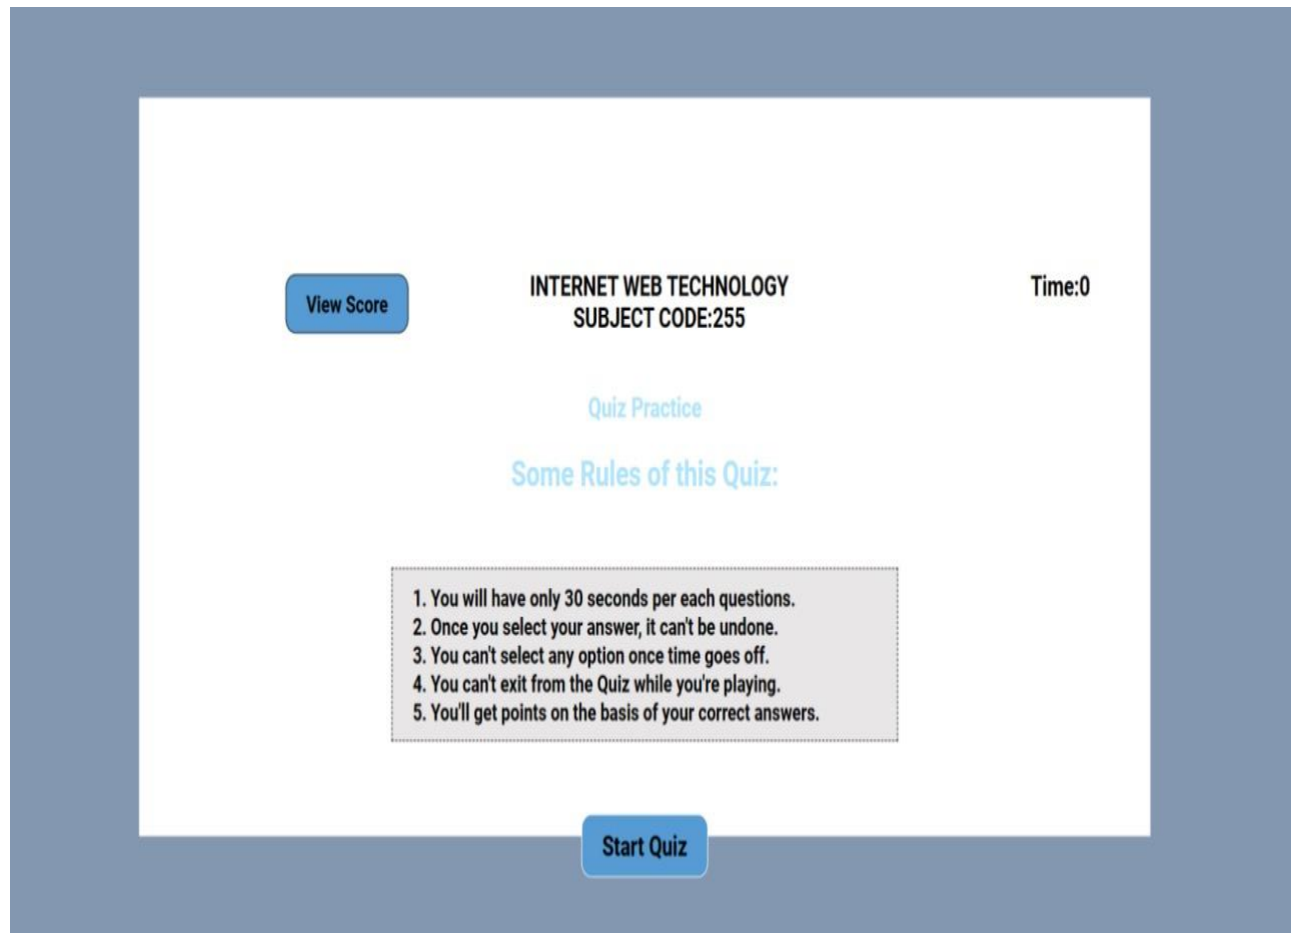 View Score
INTERNET WEB TECHNOLOGY
SUBJECT CODE:255
Time:0
Quiz Practice
Some Rules of this Quiz:
1. You will have only 30 seconds per each questions.
2. Once you select your answer, it can't be undone.
3. You can't select any option once time goes off.
4. You can't exit from the Quiz while you're playing.
5. You'll get points on the basis of your correct answers.
Start Quiz